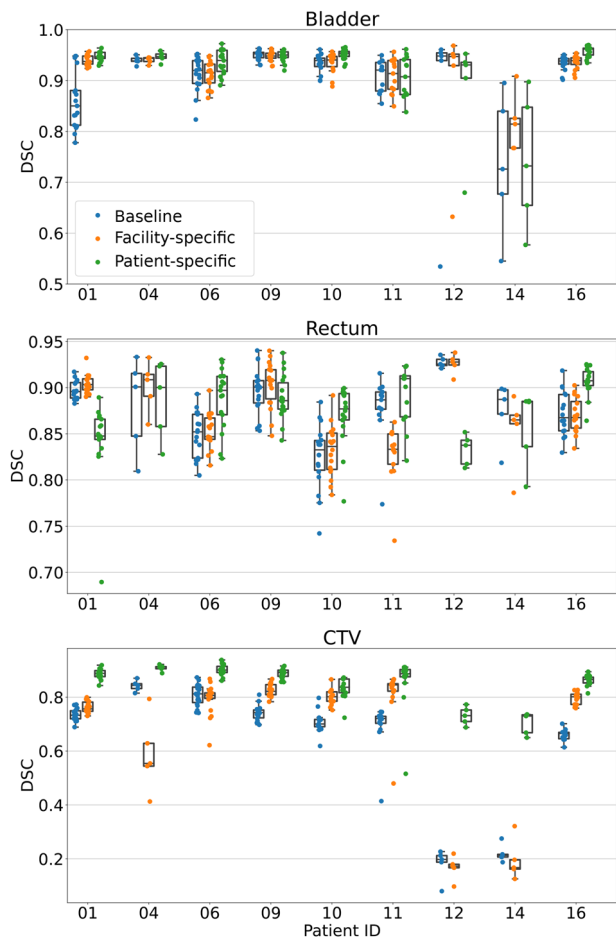 Bladder
1.0
0.9
0.8
0.7
0.6
0.5
DSC
Baseline
Facility-specific
Patient-specific
01 04 06 09 10 11 12 14 16
Rectum
0.95
0.90
0.85
0.80
0.75
0.70
DSC
01 04 06 09 10 11 12 14 16
CTV
0.8
0.6
0.4
0.2
DSC
01 04 06 09 10 11 12 14 16
Patient ID